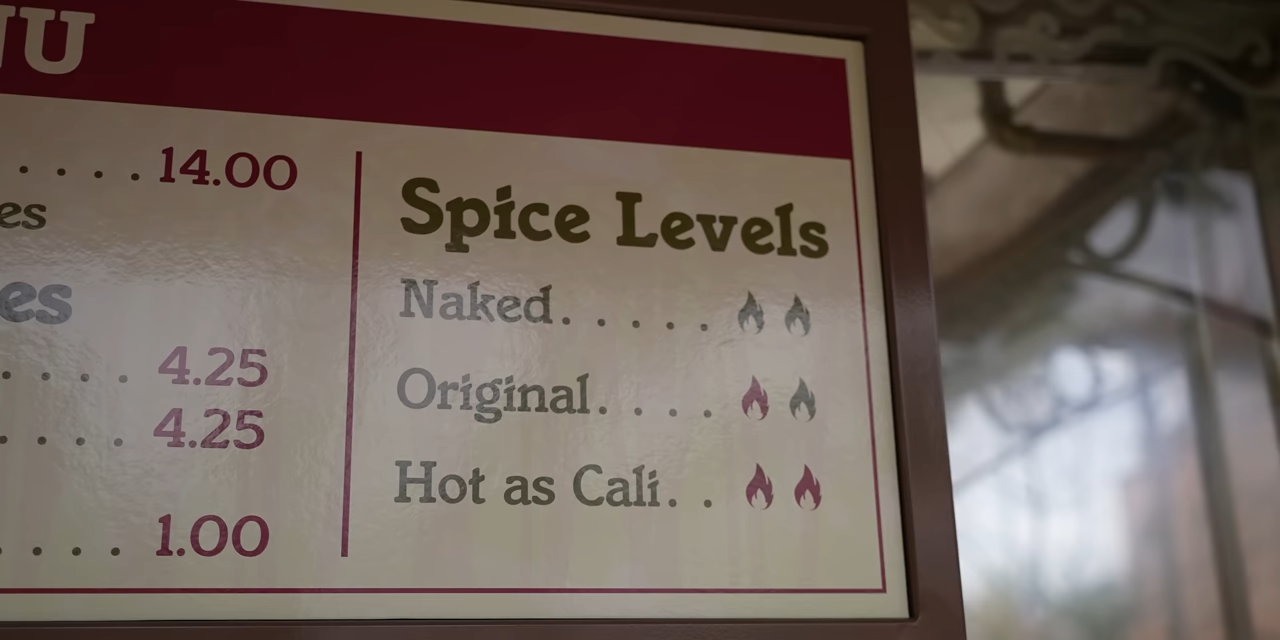 NU
. . . . 14.00
es
es
. . . . 4.25
. . . . 4.25
. . . . 1.00
Spice Levels
Naked. . . . . .
Original. . . . .
Hot as Cali. . .